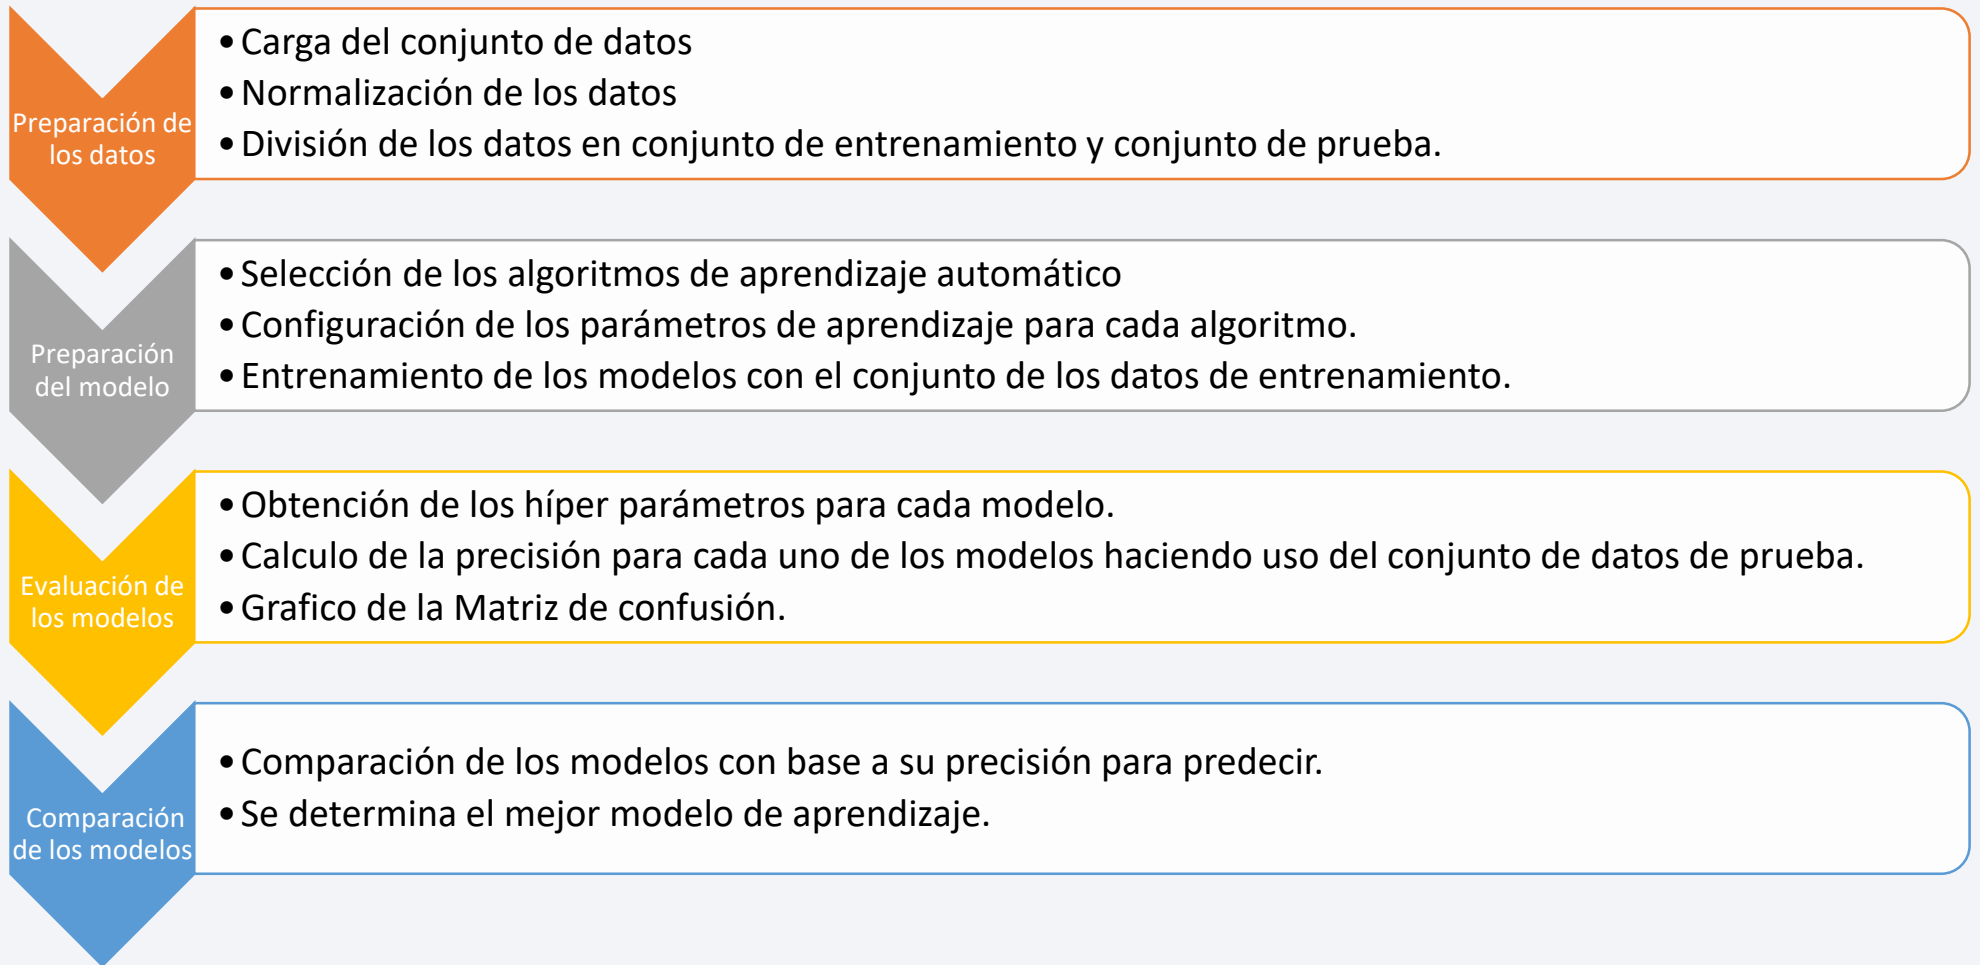 Preparación de
los datos
•Carga del conjunto de datos
•Normalización de los datos
•División de los datos en conjunto de entrenamiento y conjunto de prueba.
Preparación
del modelo
•Selección de los algoritmos de aprendizaje automático
•Configuración de los parámetros de aprendizaje para cada algoritmo.
•Entrenamiento de los modelos con el conjunto de los datos de entrenamiento.
Evaluación de
los modelos
•Obtención de los híper parámetros para cada modelo.
•Calculo de la precisión para cada uno de los modelos haciendo uso del conjunto de datos de prueba.
•Grafico de la Matriz de confusión.
Comparación
de los modelos
•Comparación de los modelos con base a su precisión para predecir.
•Se determina el mejor modelo de aprendizaje.